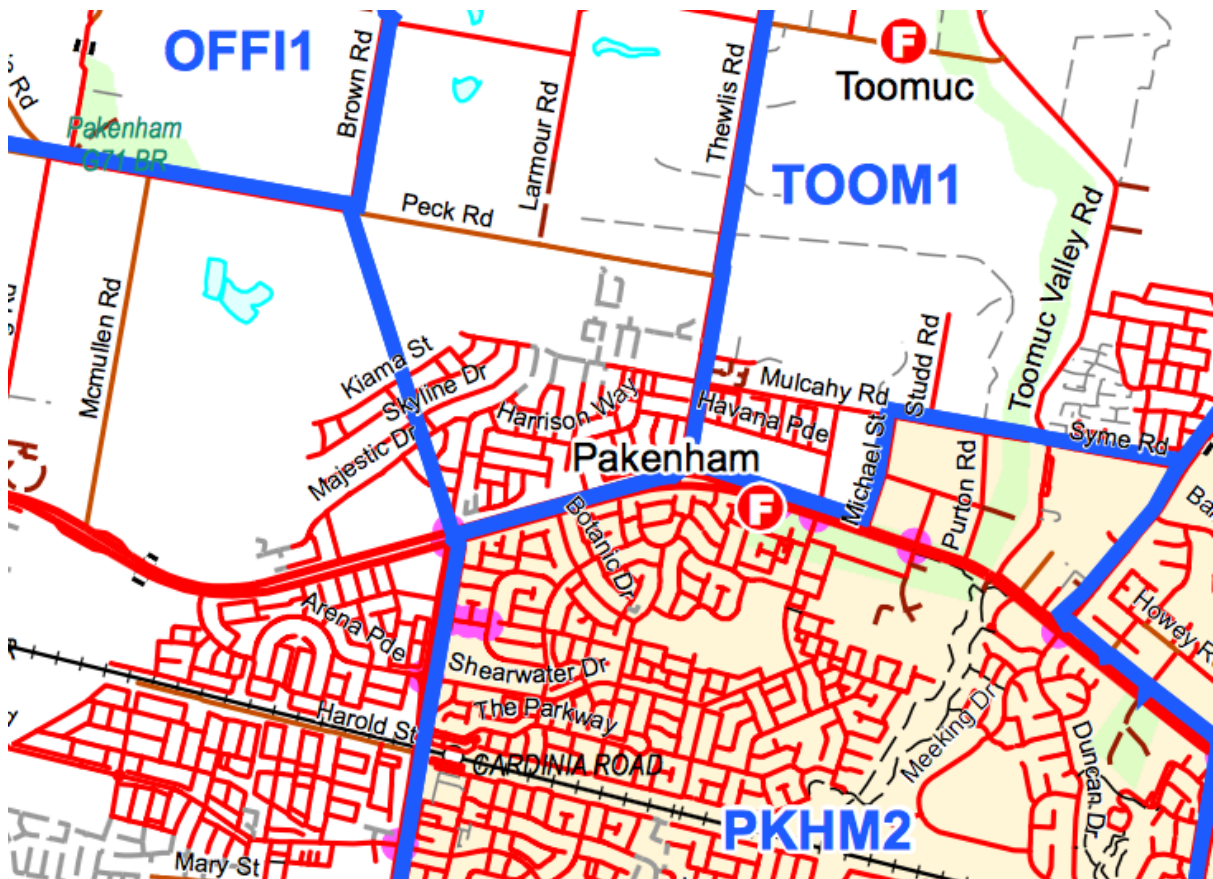 OFFI1
Brown Rd
Thewlis Rd
F
Toomuc
s Rd
Pakenham
G71 BR
Larmour Rd
TOOM1
Peck Rd
Toomuc Valley Rd
Mcmullen Rd
Kiama St
Skyline Dr
Harrison Way
Mulcahy Rd
Studd Rd
Havana Pde
Majestic Dr
Syme Rd
Pakenham
Michael St
Purton Rd
F
Botanic Dr
Ba
Arena Pde
Howey R
Shearwater Dr
The Parkway
Harold St
Meeking Dr
CARDINIA ROAD
Duncan Dr
PKHM2
Mary St